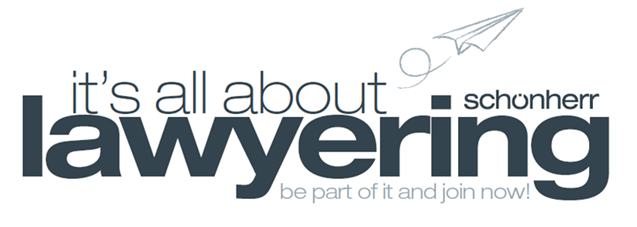 it's all about
schönherr
lawyering
be part of it and join now!